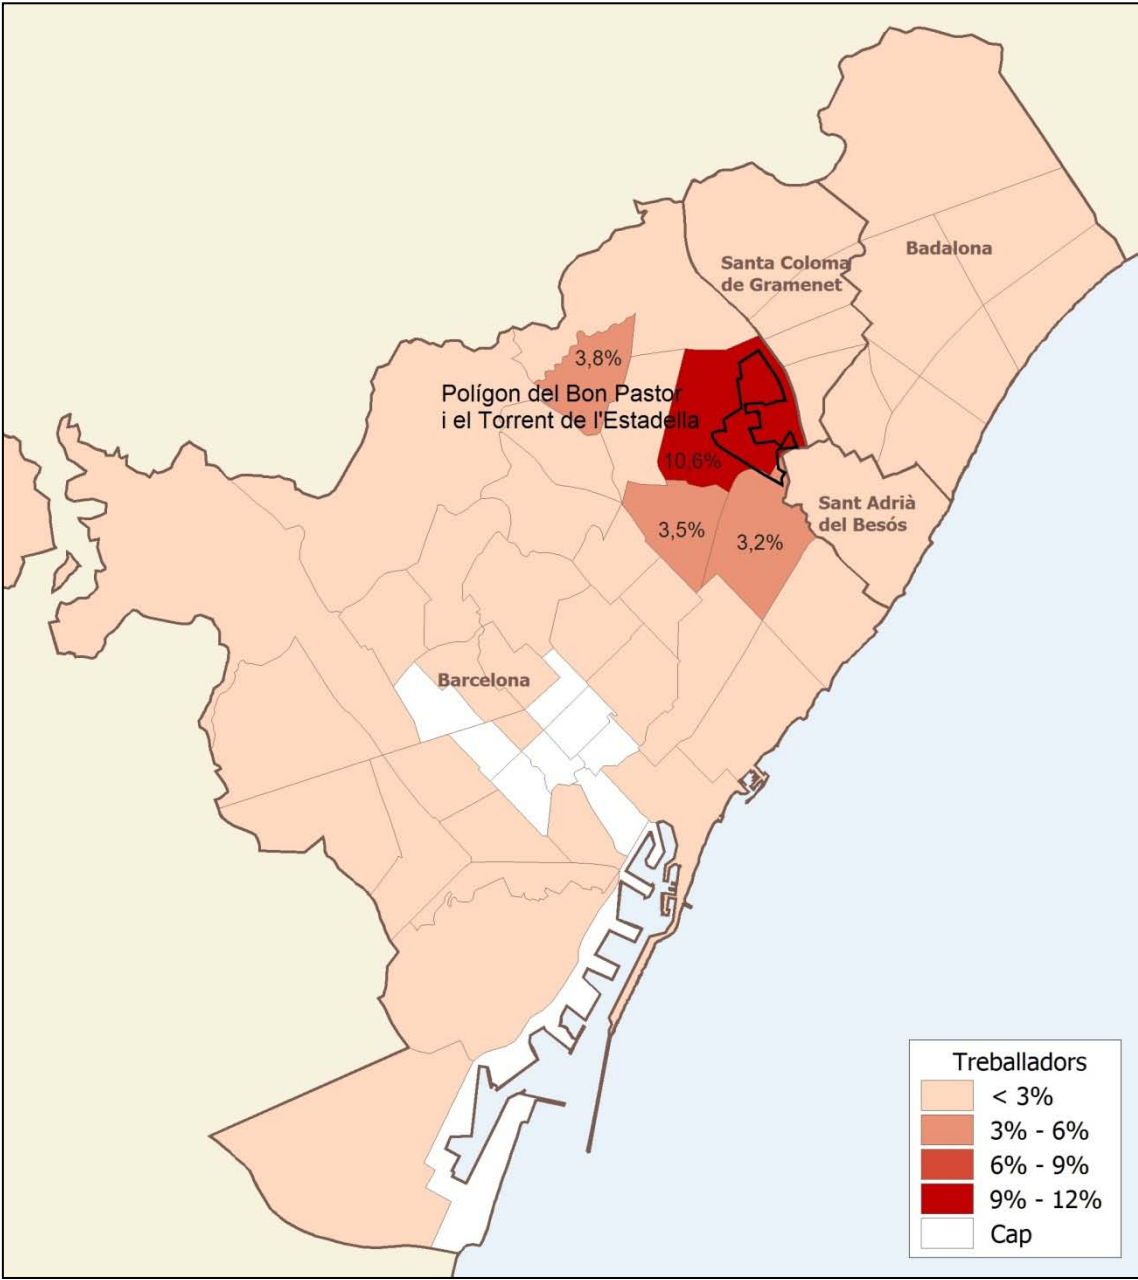 Badalona
Santa Coloma
de Gramenet
3,8%
Polígon del Bon Pastor
i el Torrent de l'Estadella
10,6%
Sant Adrià
del Besós
3,5%
3,2%
Barcelona
Treballadors
< 3%
3% - 6%
6% - 9%
9% - 12%
Cap